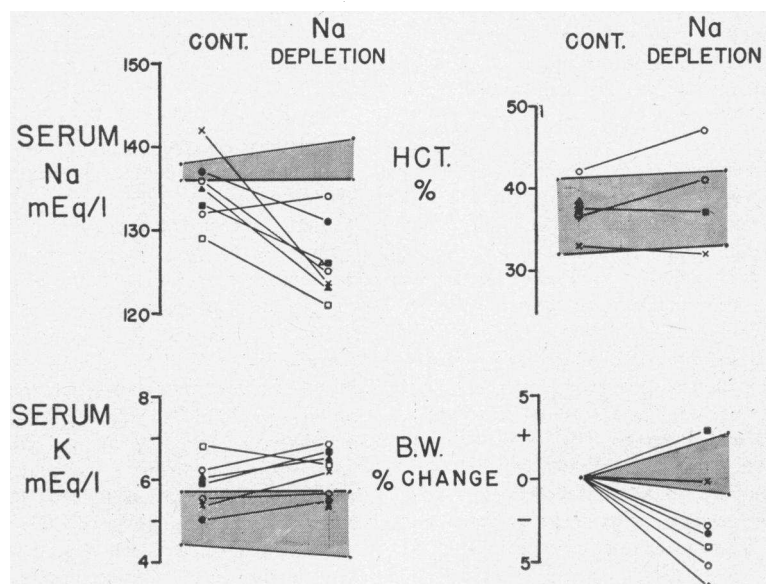 CONT.
Na
DEPLETION
150
140
130
120
SERUM
Na
mEq/l
CONT.
Na
DEPLETION
50
40
30
HCT.
%
8
6
4
SERUM
K
mEq/l
5
+
0
−
5
B.W.
% CHANGE